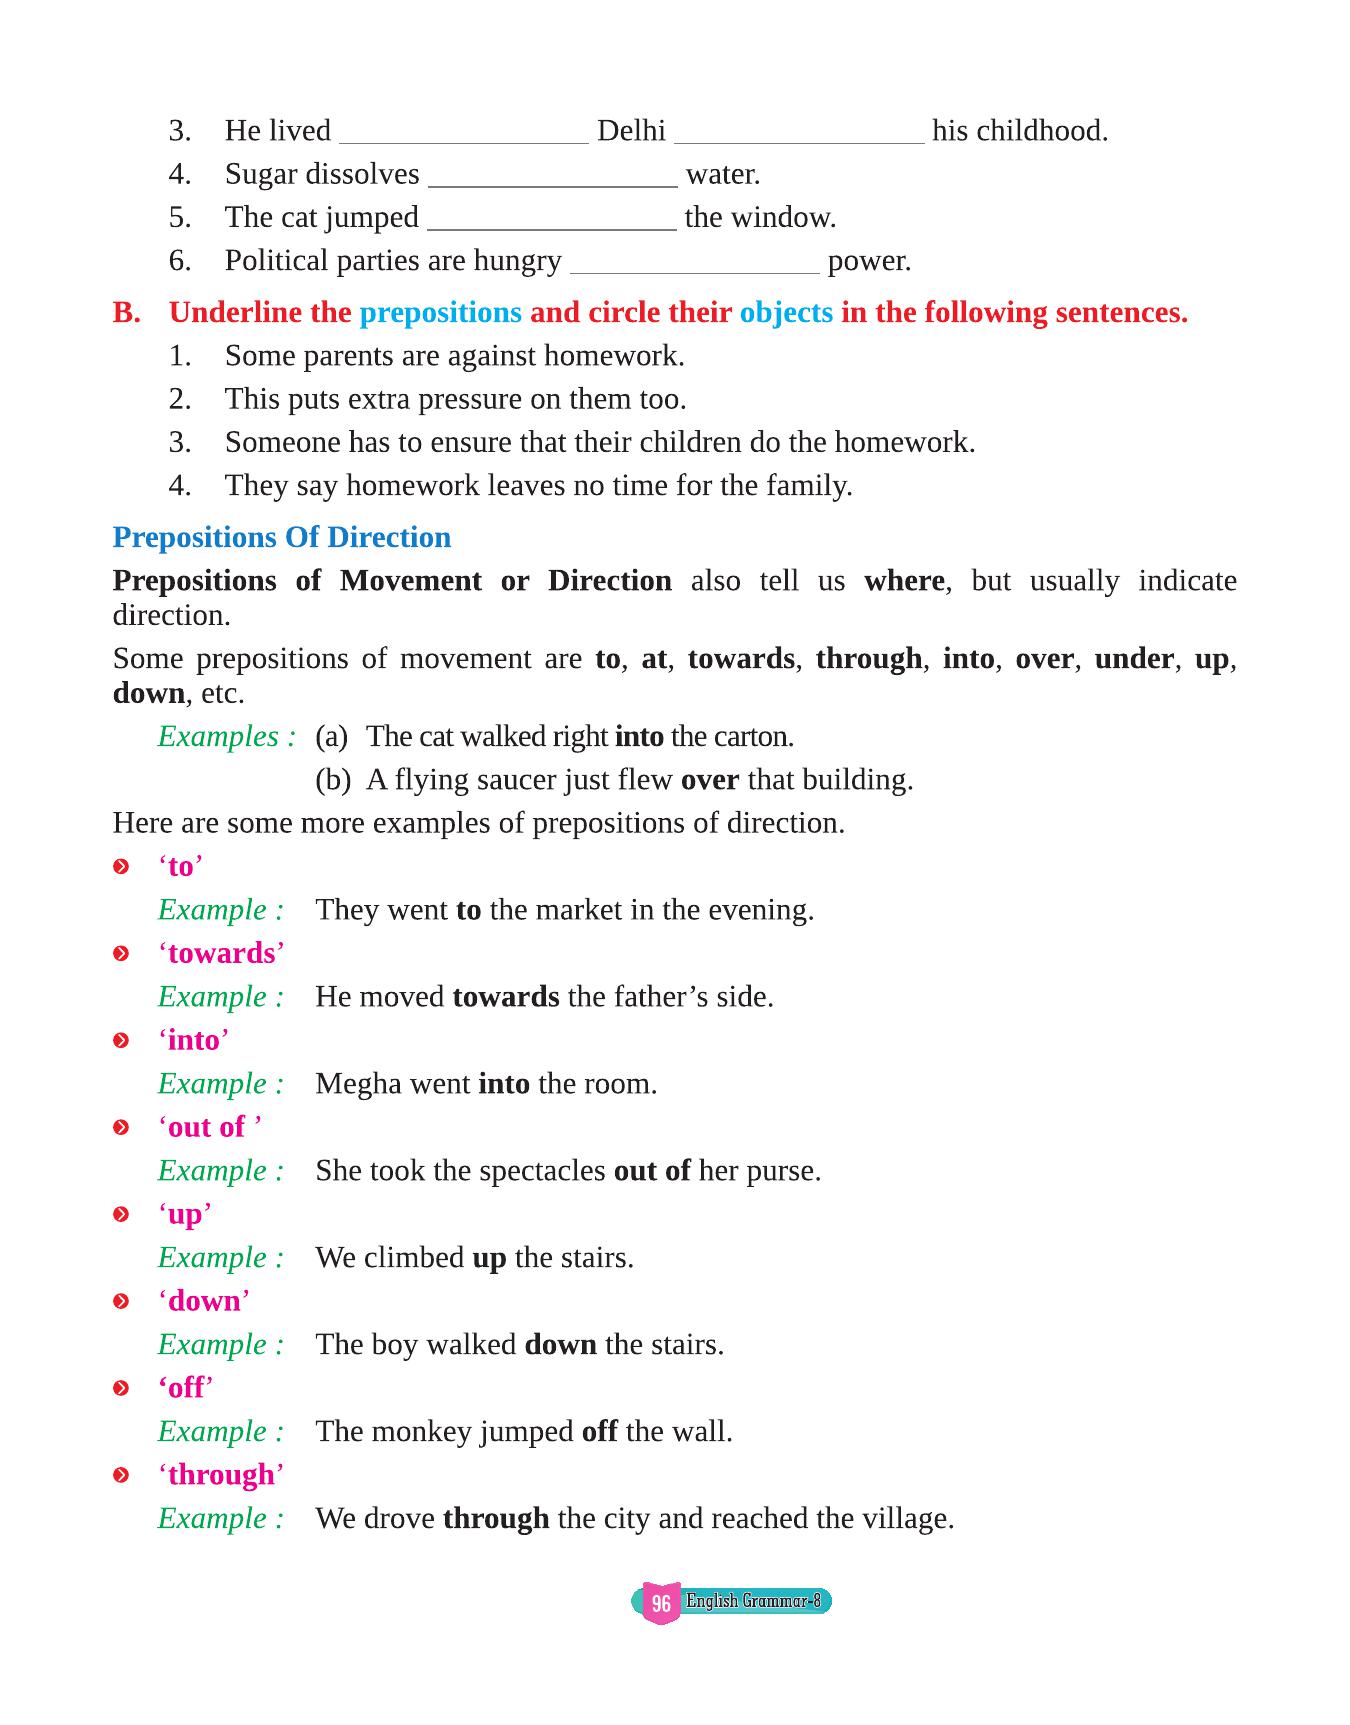 3. He lived ________________ Delhi ________________ his childhood.
4. Sugar dissolves ________________ water.
5. The cat jumped ________________ the window.
6. Political parties are hungry ________________ power.
B. Underline the prepositions and circle their objects in the following sentences.
1. Some parents are against homework.
2. This puts extra pressure on them too.
3. Someone has to ensure that their children do the homework.
4. They say homework leaves no time for the family.
Prepositions Of Direction
Prepositions of Movement or Direction also tell us where, but usually indicate
direction.
Some prepositions of movement are to, at, towards, through, into, over, under, up,
down, etc.
Examples : (a) The cat walked right into the carton.
(b) A flying saucer just flew over that building.
Here are some more examples of prepositions of direction.
‘to’
Example : They went to the market in the evening.
‘towards’
Example : He moved towards the father’s side.
‘into’
Example : Megha went into the room.
‘out of ’
Example : She took the spectacles out of her purse.
‘up’
Example : We climbed up the stairs.
‘down’
Example : The boy walked down the stairs.
‘off’
Example : The monkey jumped off the wall.
‘through’
Example : We drove through the city and reached the village.
96 English Grammar-8